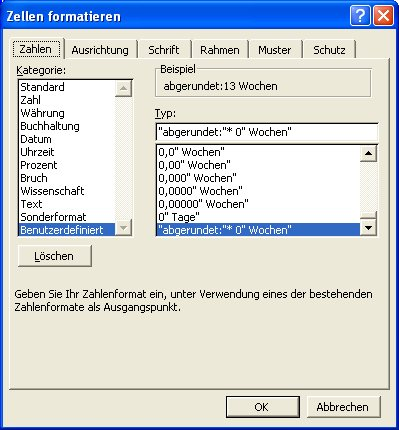 Zellen formatieren
Zahlen Ausrichtung Schrift Rahmen Muster Schutz
Kategorie:
Standard
Zahl
Währung
Buchhaltung
Datum
Uhrzeit
Prozent
Bruch
Wissenschaft
Text
Sonderformat
Benutzerdefiniert
Beispiel
abgerundet:13 Wochen
Typ:
"abgerundet:"* 0" Wochen"
0,0" Wochen"
0,00" Wochen"
0,000" Wochen"
0,0000" Wochen"
0,00000" Wochen"
0" Tage"
"abgerundet:"* 0" Wochen"
Löschen
Geben Sie Ihr Zahlenformat ein, unter Verwendung eines der bestehenden
Zahlenformate als Ausgangspunkt.
OK Abbrechen